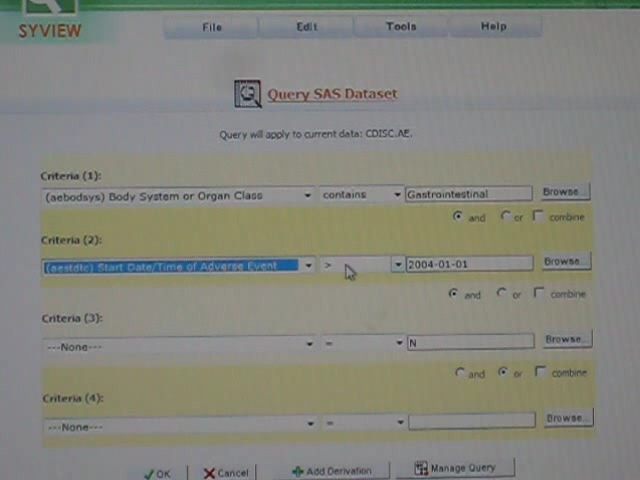 SYVIEW
File Edit Tools Help
Query SAS Dataset
Query will apply to current data: CDISC.AE.
Criteria (1):
(aebodsys) Body System or Organ Class contains Gastrointestinal Browse...
and or combine
Criteria (2):
(aestdtc) Start Date/Time of Adverse Event > 2004-01-01 Browse...
and or combine
Criteria (3):
---None--- = N Browse...
and or combine
Criteria (4):
---None--- = Browse...
OK Cancel Add Derivation Manage Query